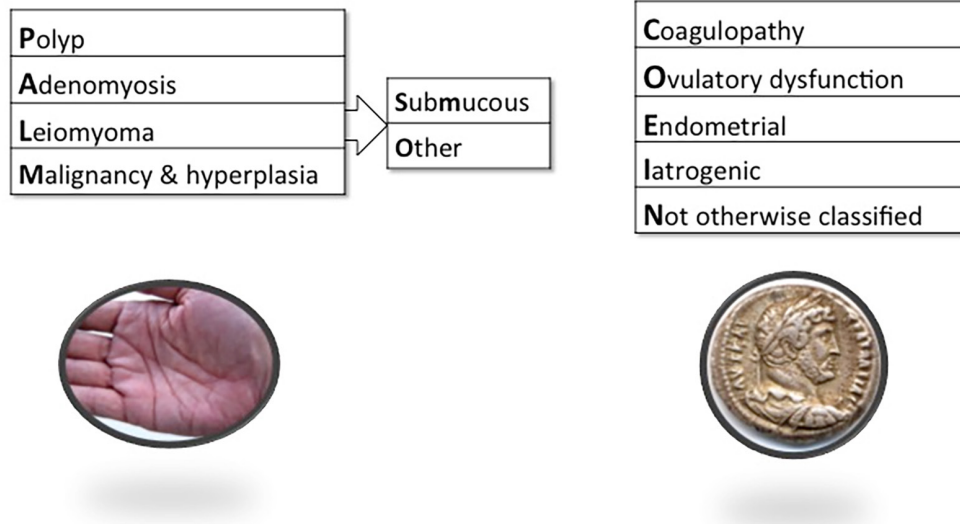 Polyp
Adenomyosis
Leiomyoma
Malignancy & hyperplasia
Submucous
Other
Coagulopathy
Ovulatory dysfunction
Endometrial
Iatrogenic
Not otherwise classified